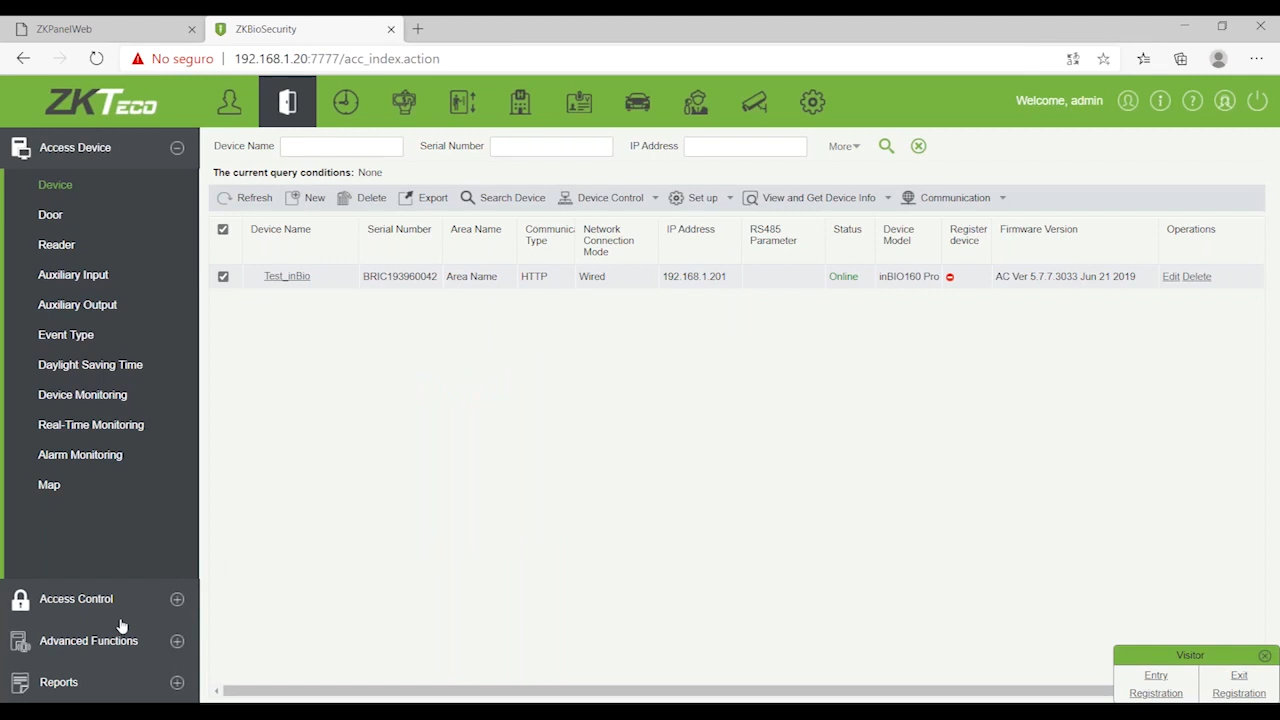 ZKPanelWeb
ZKBioSecurity
No seguro
192.168.1.20:7777/acc_index.action
ZKTECO
Welcome, admin
Access Device
Device
Door
Reader
Auxiliary Input
Auxiliary Output
Event Type
Daylight Saving Time
Device Monitoring
Real-Time Monitoring
Alarm Monitoring
Map
Access Control
Advanced Functions
Reports
Device Name
Serial Number
IP Address
More
The current query conditions: None
Refresh
New
Delete
Export
Search Device
Device Control
Set up
View and Get Device Info
Communication
Device Name
Serial Number
Area Name
Communica
Type
Network
Connection
Mode
IP Address
RS485
Parameter
Status
Device
Model
Register
device
Firmware Version
Operations
Test_inBio
BRIC193960042
Area Name
HTTP
Wired
192.168.1.201
Online
inBIO160 Pro
AC Ver 5.7.7.3033 Jun 21 2019
Edit Delete
Visitor
Entry
Registration
Exit
Registration